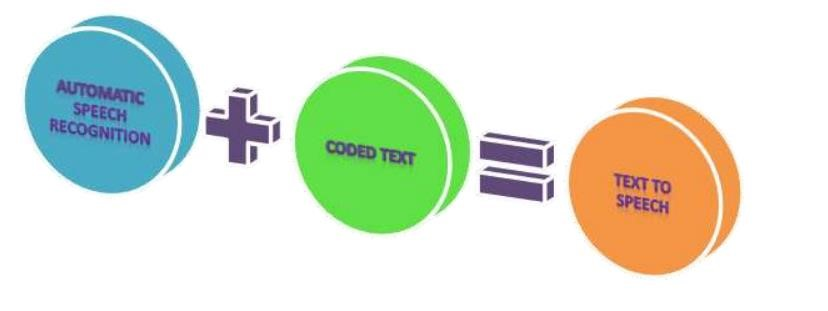 AUTOMATIC
SPEECH
RECOGNITION
+
CODED TEXT
=
TEXT TO
SPEECH